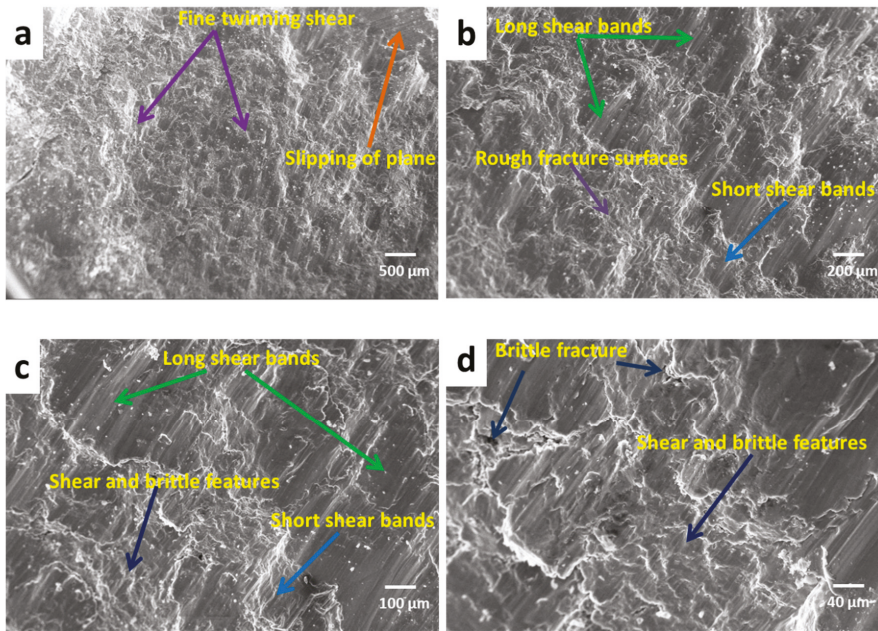 a
Fine twinning shear
Slipping of plane
500 µm
b
Long shear bands
Rough fracture surfaces
Short shear bands
200 µm
c
Long shear bands
Shear and brittle features
Short shear bands
100 µm
d
Brittle fracture
Shear and brittle features
40 µm